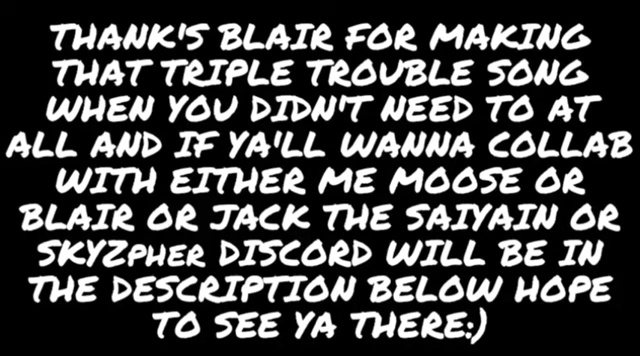 THANK'S BLAIR FOR MAKING
THAT TRIPLE TROUBLE SONG
WHEN YOU DIDN'T NEED TO AT
ALL AND IF YA'LL WANNA COLLAB
WITH EITHER ME MOOSE OR
BLAIR OR JACK THE SAIYAIN OR
SKYZPHER DISCORD WILL BE IN
THE DESCRIPTION BELOW HOPE
TO SEE YA THERE:)